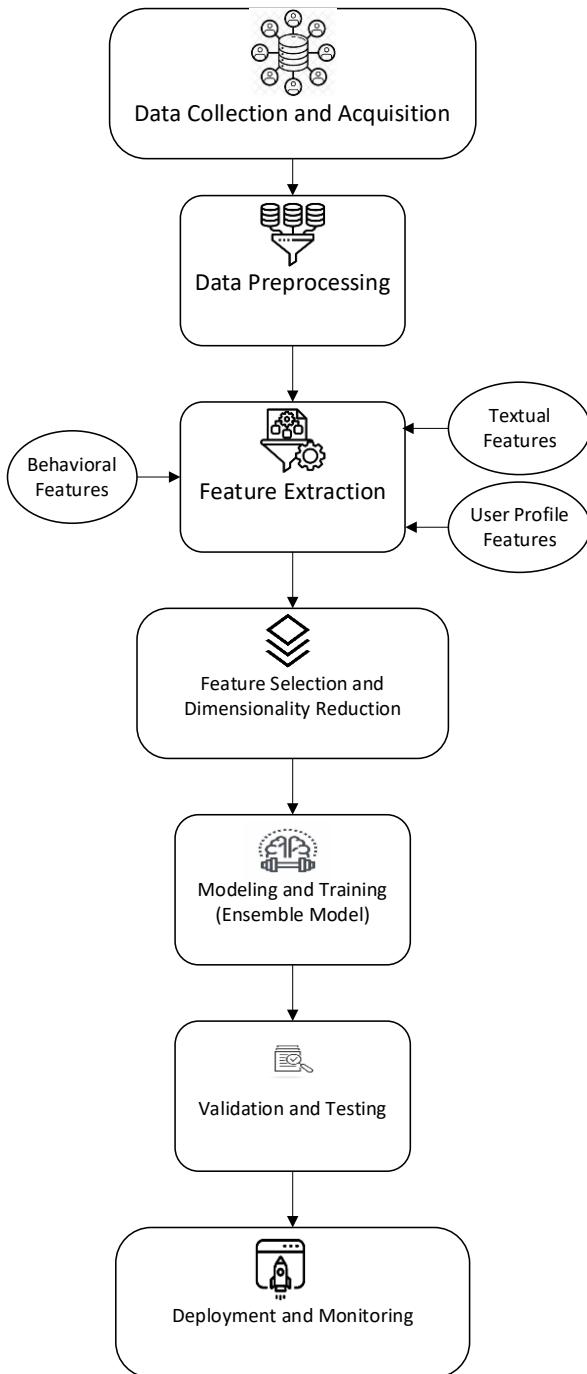 Data Collection and Acquisition
Data Preprocessing
Textual
Features
Behavioral
Features
Feature Extraction
User Profile
Features
Feature Selection and
Dimensionality Reduction
Modeling and Training
(Ensemble Model)
Validation and Testing
Deployment and Monitoring